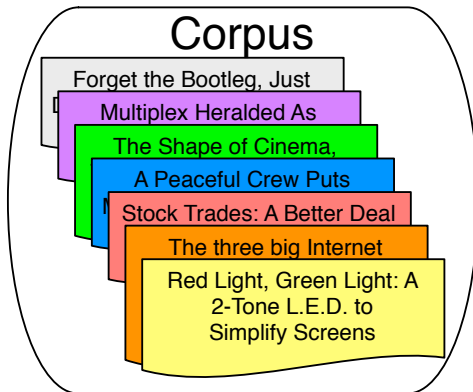 Corpus
Forget the Bootleg, Just
Multiplex Heralded As
The Shape of Cinema,
A Peaceful Crew Puts
Stock Trades: A Better Deal
The three big Internet
Red Light, Green Light: A
2-Tone L.E.D. to
Simplify Screens